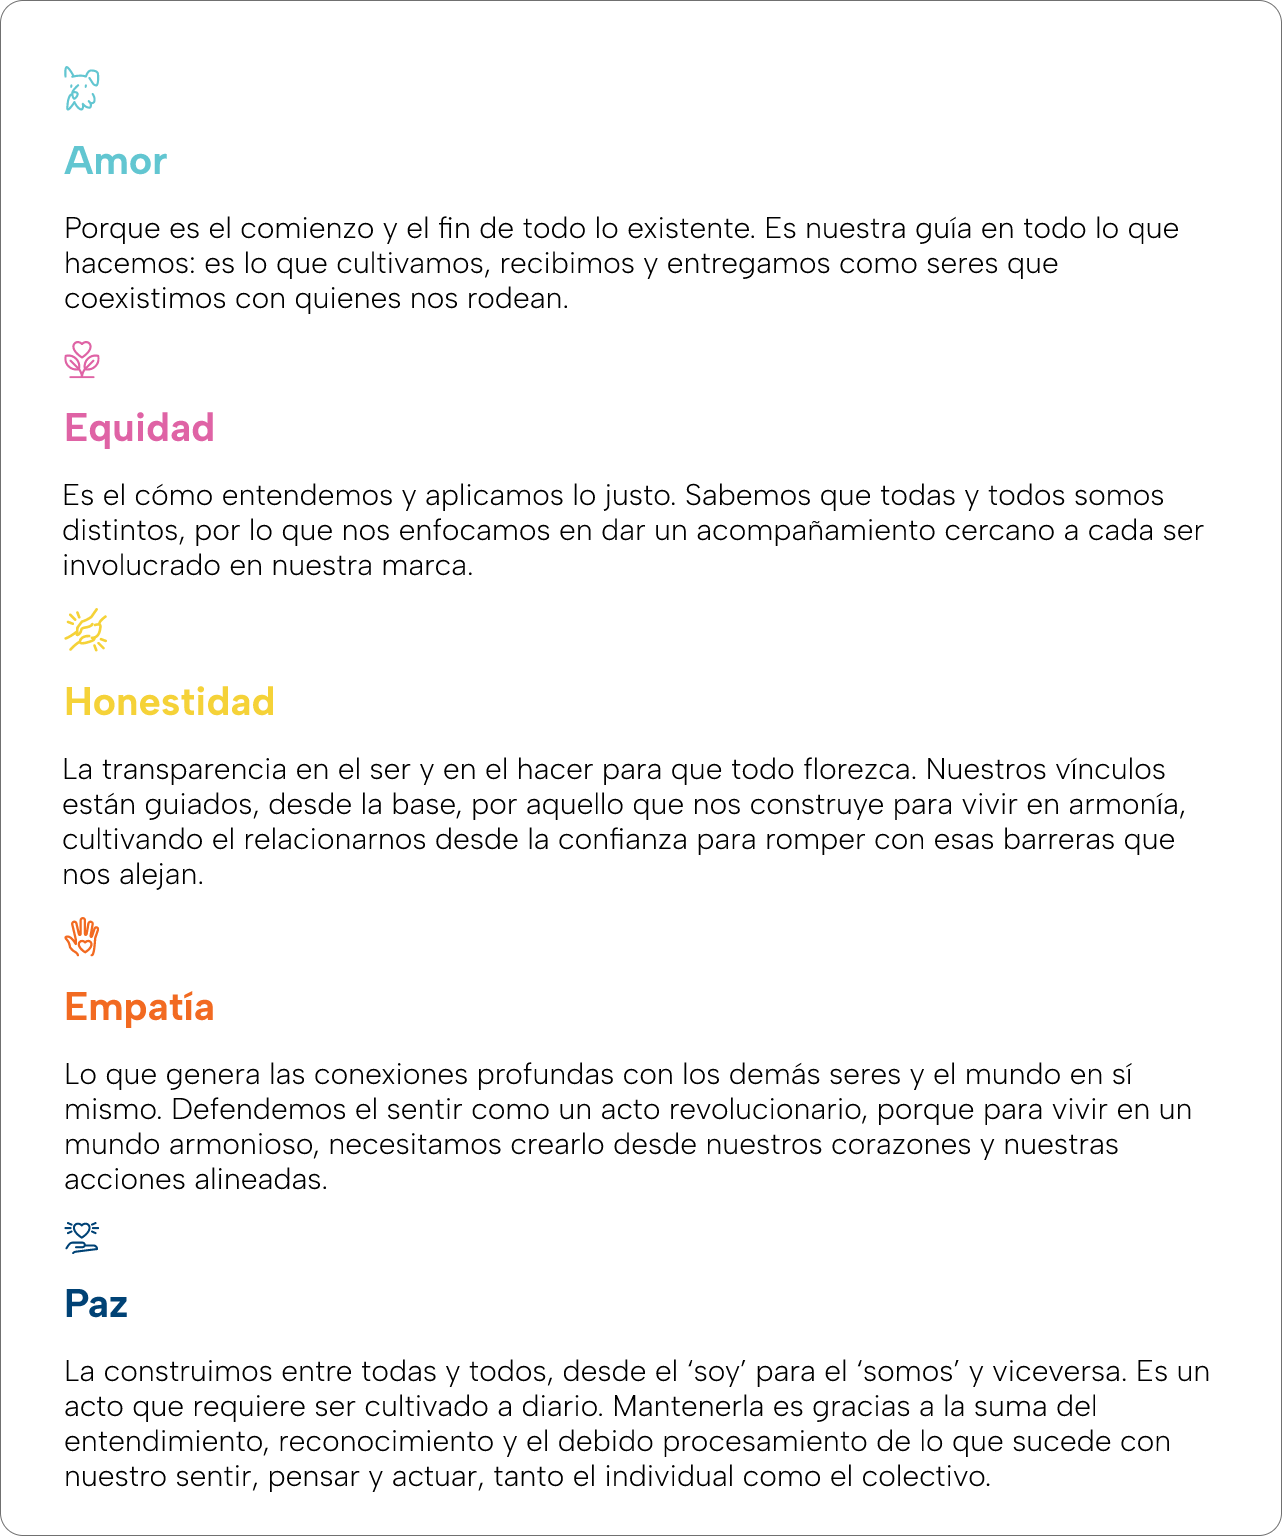 Amor
Porque es el comienzo y el fin de todo lo existente. Es nuestra guía en todo lo que
hacemos: es lo que cultivamos, recibimos y entregamos como seres que
coexistimos con quienes nos rodean.
Equidad
Es el cómo entendemos y aplicamos lo justo. Sabemos que todas y todos somos
distintos, por lo que nos enfocamos en dar un acompañamiento cercano a cada ser
involucrado en nuestra marca.
Honestidad
La transparencia en el ser y en el hacer para que todo florezca. Nuestros vínculos
están guiados, desde la base, por aquello que nos construye para vivir en armonía,
cultivando el relacionarnos desde la confianza para romper con esas barreras que
nos alejan.
Empatía
Lo que genera las conexiones profundas con los demás seres y el mundo en sí
mismo. Defendemos el sentir como un acto revolucionario, porque para vivir en un
mundo armonioso, necesitamos crearlo desde nuestros corazones y nuestras
acciones alineadas.
Paz
La construimos entre todas y todos, desde el ‘soy’ para el ‘somos’ y viceversa. Es un
acto que requiere ser cultivado a diario. Mantenerla es gracias a la suma del
entendimiento, reconocimiento y el debido procesamiento de lo que sucede con
nuestro sentir, pensar y actuar, tanto el individual como el colectivo.